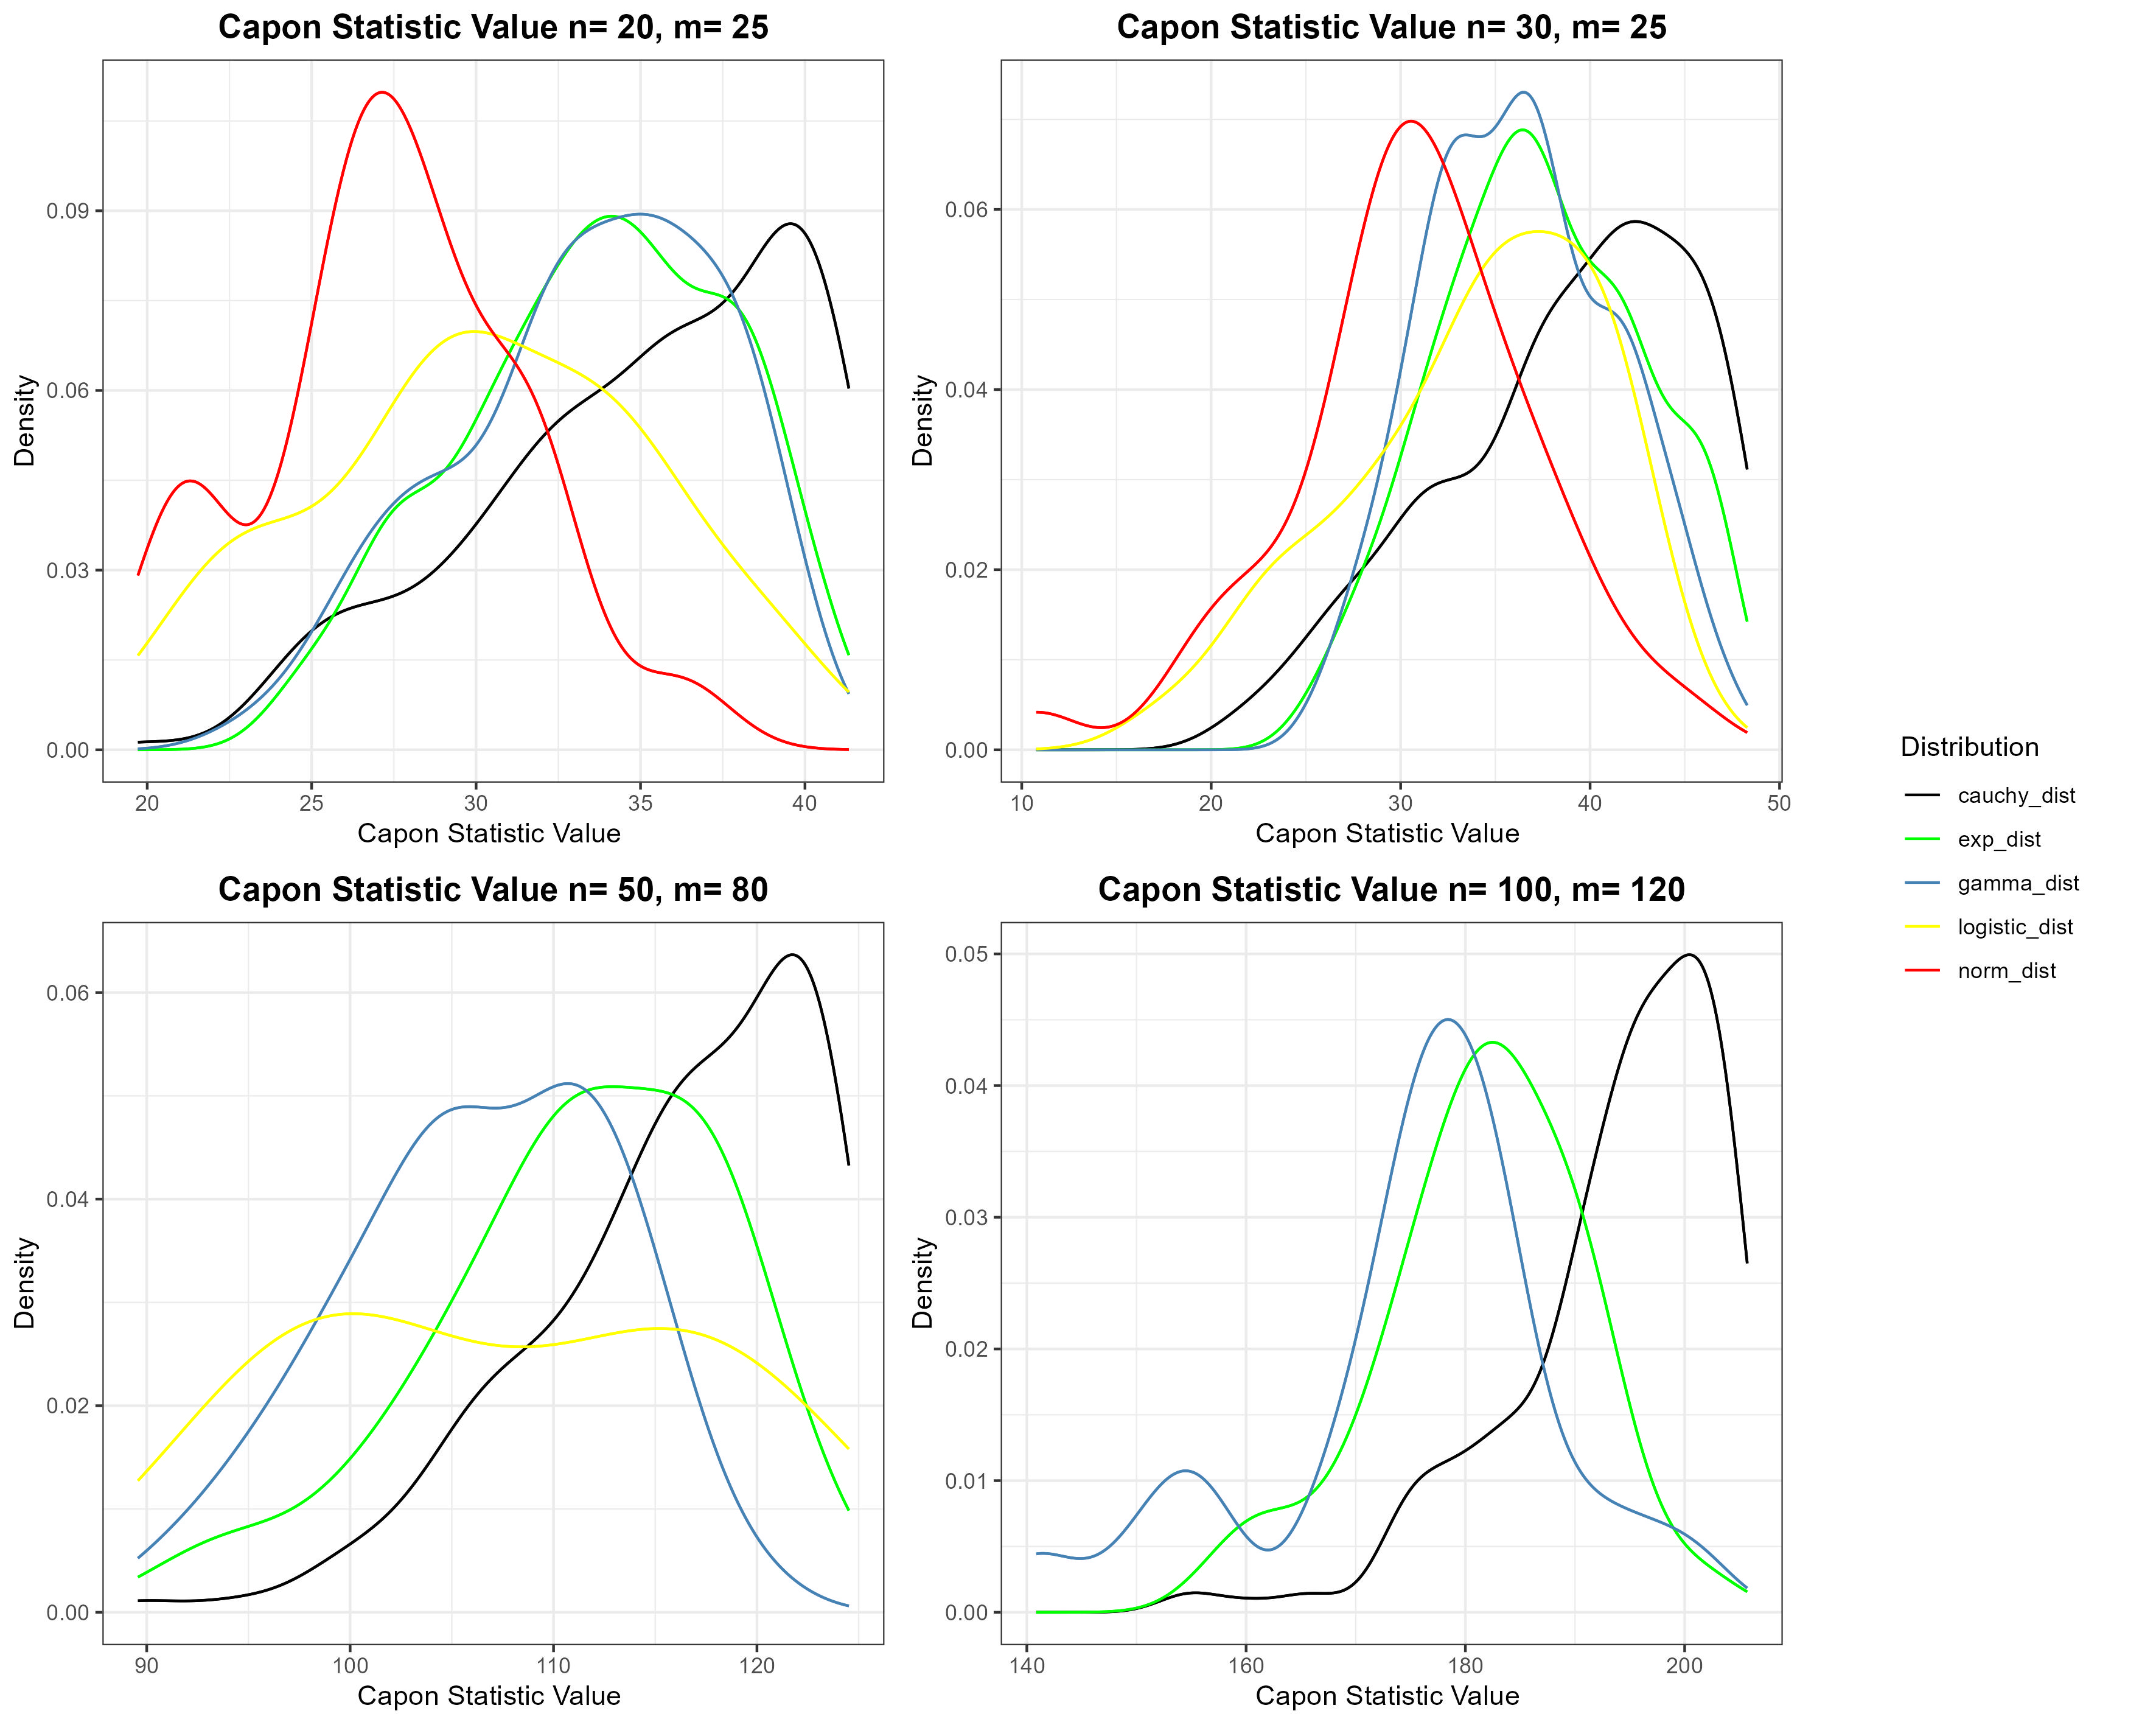 Capon Statistic Value n= 20, m= 25
0.09
0.06
0.03
0.00
Density
20 25 30 35 40
Capon Statistic Value
Capon Statistic Value n= 30, m= 25
0.06
0.04
0.02
0.00
Density
10 20 30 40 50
Capon Statistic Value
Capon Statistic Value n= 50, m= 80
0.06
0.04
0.02
0.00
Density
90 100 110 120
Capon Statistic Value
Capon Statistic Value n= 100, m= 120
0.05
0.04
0.03
0.02
0.01
0.00
Density
140 160 180 200
Capon Statistic Value
Distribution
cauchy_dist
exp_dist
gamma_dist
logistic_dist
norm_dist